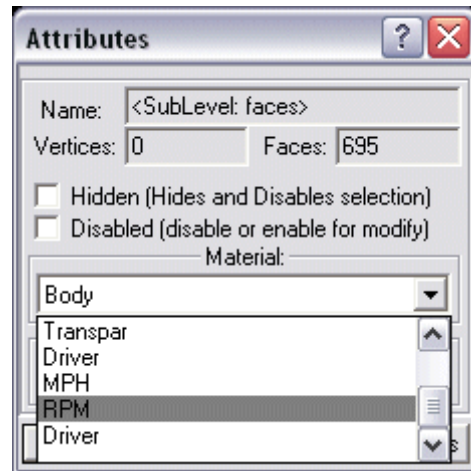 Attributes
Name: <SubLevel: faces>
Vertices: 0 Faces: 695
Hidden (Hides and Disables selection)
Disabled (disable or enable for modify)
Material:
Body
Transpar
Driver
MPH
RPM
Driver